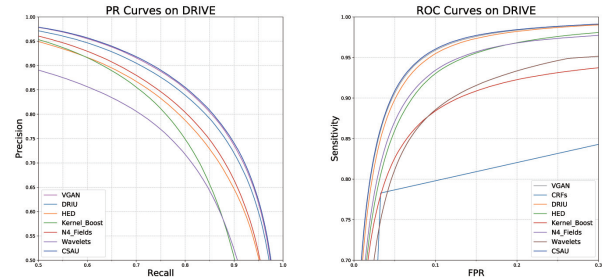 PR Curves on DRIVE
1.00
0.95
0.90
0.85
0.80
0.75
0.70
0.65
0.60
0.55
0.50
Precision
VGAN
DRIU
HED
Kernel_Boost
N4_Fields
Wavelets
CSAU
0.5
0.6
0.7
0.8
0.9
1.0
Recall
ROC Curves on DRIVE
1.00
0.95
0.90
0.85
0.80
0.75
0.70
Sensitivity
VGAN
CRFs
DRIU
HED
Kernel_Boost
N4_Fields
Wavelets
CSAU
0.0
0.1
0.2
0.3
FPR